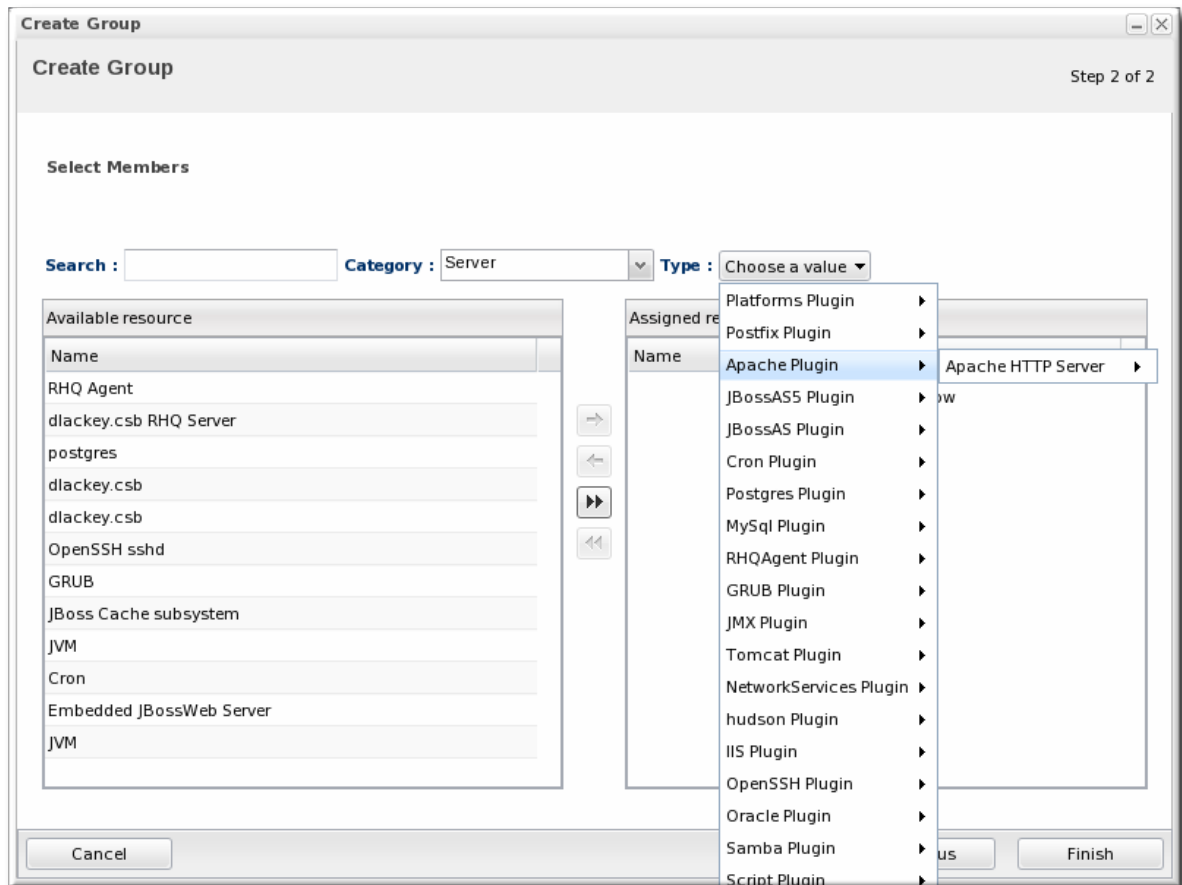 Create Group
Create Group
Step 2 of 2
Select Members
Search :
Category : Server
Type : Choose a value
Available resource
Name
RHQ Agent
dlackey.csb RHQ Server
postgres
dlackey.csb
dlackey.csb
OpenSSH sshd
GRUB
JBoss Cache subsystem
JVM
Cron
Embedded JBossWeb Server
JVM
Assigned re
Name
ow
Platforms Plugin
Postfix Plugin
Apache Plugin
Apache HTTP Server
JBossAS5 Plugin
JBossAS Plugin
Cron Plugin
Postgres Plugin
MySql Plugin
RHQAgent Plugin
GRUB Plugin
JMX Plugin
Tomcat Plugin
NetworkServices Plugin
hudson Plugin
IIS Plugin
OpenSSH Plugin
Oracle Plugin
Samba Plugin
Script Plugin
Cancel
us
Finish